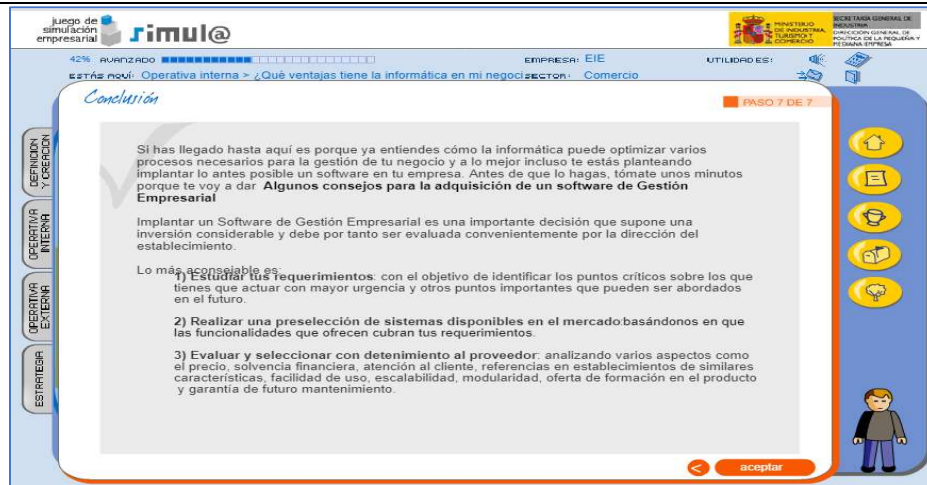 juego de
simulación
empresarial
simul@
MINISTERIO
DE INDUSTRIA,
TURISMO Y
COMERCIO
SECRETARÍA GENERAL DE
INDUSTRIA
DIRECCIÓN GENERAL DE
POLÍTICA DE LA PEQUEÑA Y
MEDIANA EMPRESA
42% AVANZADO
EMPRESA: EIE
UTILIDADES:
ESTÁS AQUÍ: Operativa interna > ¿Qué ventajas tiene la informática en mi negoci
SECTOR: Comercio
Conclusión
PASO 7 DE 7
DEFINICION
Y CREACION
OPERATIVA
INTERNA
OPERATIVA
EXTERNA
ESTRATEGIA
Si has llegado hasta aquí es porque ya entiendes cómo la informática puede optimizar varios
procesos necesarios para la gestión de tu negocio y a lo mejor incluso te estás planteando
implantar lo antes posible un software en tu empresa. Antes de que lo hagas, tómate unos minutos
porque te voy a dar Algunos consejos para la adquisición de un software de Gestión
Empresarial
Implantar un Software de Gestión Empresarial es una importante decisión que supone una
inversión considerable y debe por tanto ser evaluada convenientemente por la dirección del
establecimiento.
Lo más aconsejable es:
1) Estudiar tus requerimientos: con el objetivo de identificar los puntos críticos sobre los que
tienes que actuar con mayor urgencia y otros puntos importantes que pueden ser abordados
en el futuro.
2) Realizar una preselección de sistemas disponibles en el mercado:basándonos en que
las funcionalidades que ofrecen cubran tus requerimientos.
3) Evaluar y seleccionar con detenimiento al proveedor: analizando varios aspectos como
el precio, solvencia financiera, atención al cliente, referencias en establecimientos de similares
características, facilidad de uso, escalabilidad, modularidad, oferta de formación en el producto
y garantía de futuro mantenimiento.
< aceptar